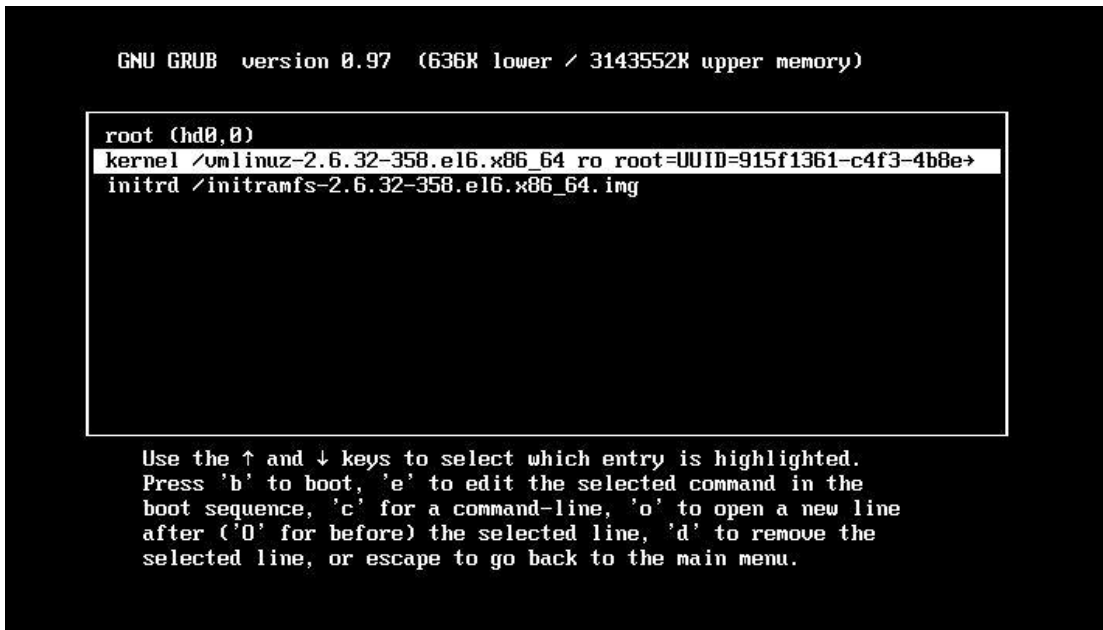 GNU GRUB  version 0.97  (636K lower / 3143552K upper memory)
root (hd0,0)
kernel /vmlinuz-2.6.32-358.el6.x86_64 ro root=UUID=915f1361-c4f3-4b8e→
initrd /initramfs-2.6.32-358.el6.x86_64.img
Use the ↑ and ↓ keys to select which entry is highlighted.
Press 'b' to boot, 'e' to edit the selected command in the
boot sequence, 'c' for a command-line, 'o' to open a new line
after ('O' for before) the selected line, 'd' to remove the
selected line, or escape to go back to the main menu.